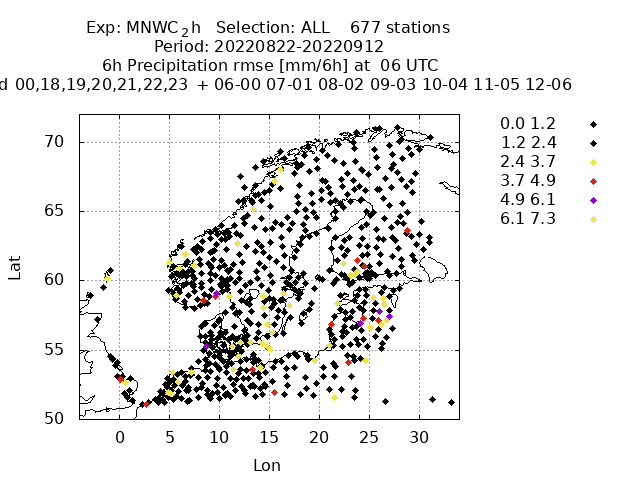 Exp: MNWC2h   Selection: ALL    677 stations
Period: 20220822-20220912
6h Precipitation rmse [mm/6h] at  06 UTC
00,18,19,20,21,22,23  + 06-00 07-01 08-02 09-03 10-04 11-05 12-06
0.0 1.2
1.2 2.4
2.4 3.7
3.7 4.9
4.9 6.1
6.1 7.3
70
65
60
55
50
Lat
0 5 10 15 20 25 30
Lon